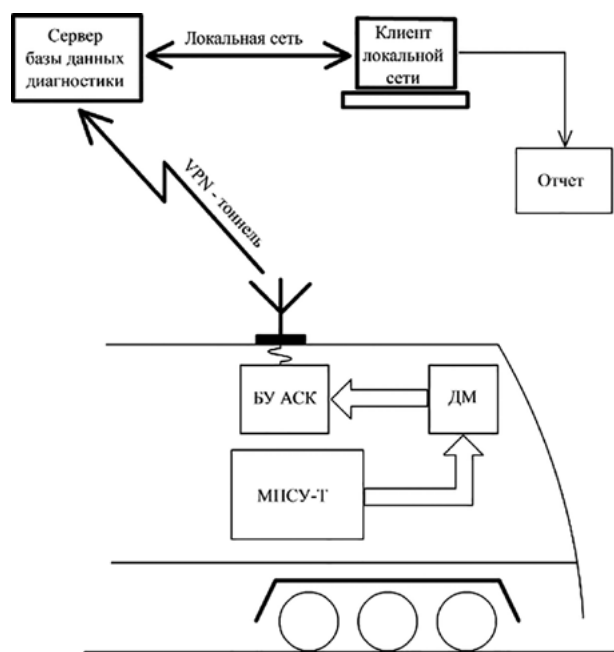 Сервер
базы данных
диагностики
Локальная сеть
Клиент
локальной
сети
Отчет
VPN - тоннель
БУ АСК
ДМ
МПСУ-Т